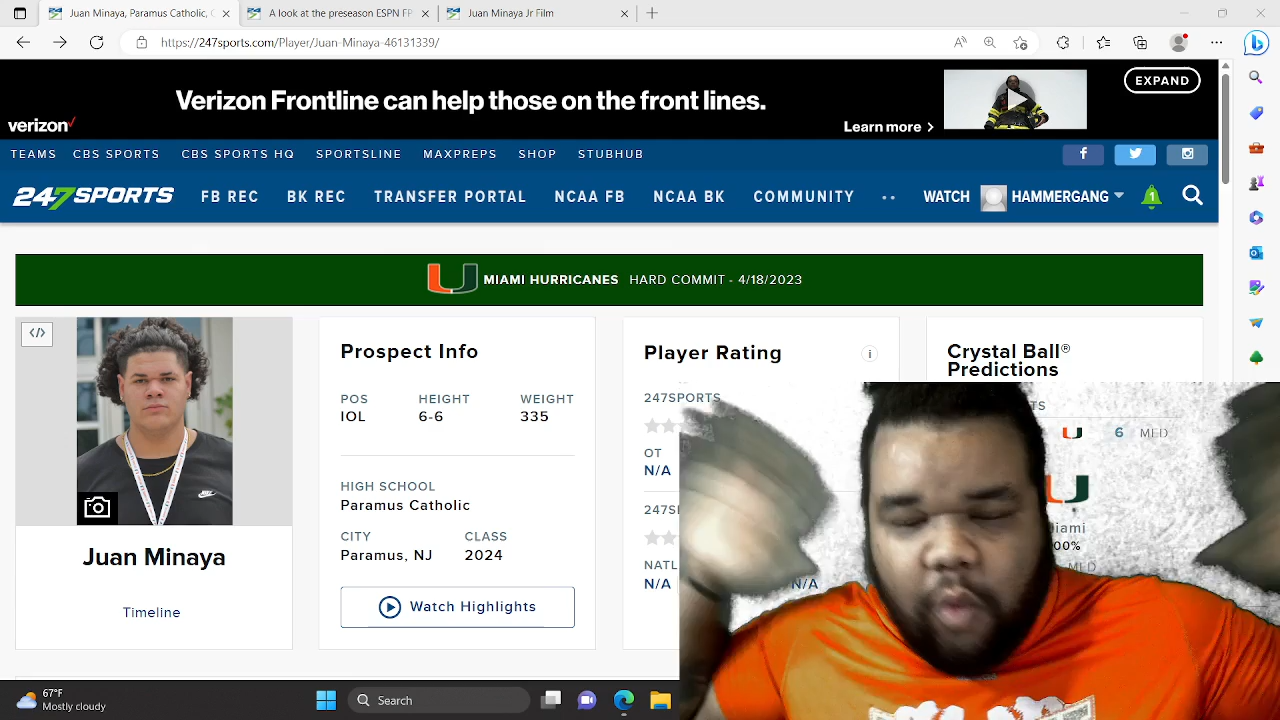 Juan Minaya, Paramus Catholic,
A look at the preseason ESPN FP
Juan Minaya Jr Film
https://247sports.com/Player/Juan-Minaya-46131339/
Verizon Frontline can help those on the front lines.
EXPAND
verizon
Learn more >
TEAMS CBS SPORTS CBS SPORTS HQ SPORTSLINE MAXPREPS SHOP STUBHUB
247SPORTS FB REC BK REC TRANSFER PORTAL NCAA FB NCAA BK COMMUNITY WATCH HAMMERGANG 1
U MIAMI HURRICANES HARD COMMIT - 4/18/2023
</>
Prospect Info
POS HEIGHT WEIGHT
IOL 6-6 335
HIGH SCHOOL
Paramus Catholic
CITY CLASS
Paramus, NJ 2024
Watch Highlights
Juan Minaya
Timeline
Player Rating i
247SPORTS
OT
N/A
NATL
N/A N/A
Crystal Ball®
Predictions
6 MED
00%
MED
67°F
Mostly cloudy
Search